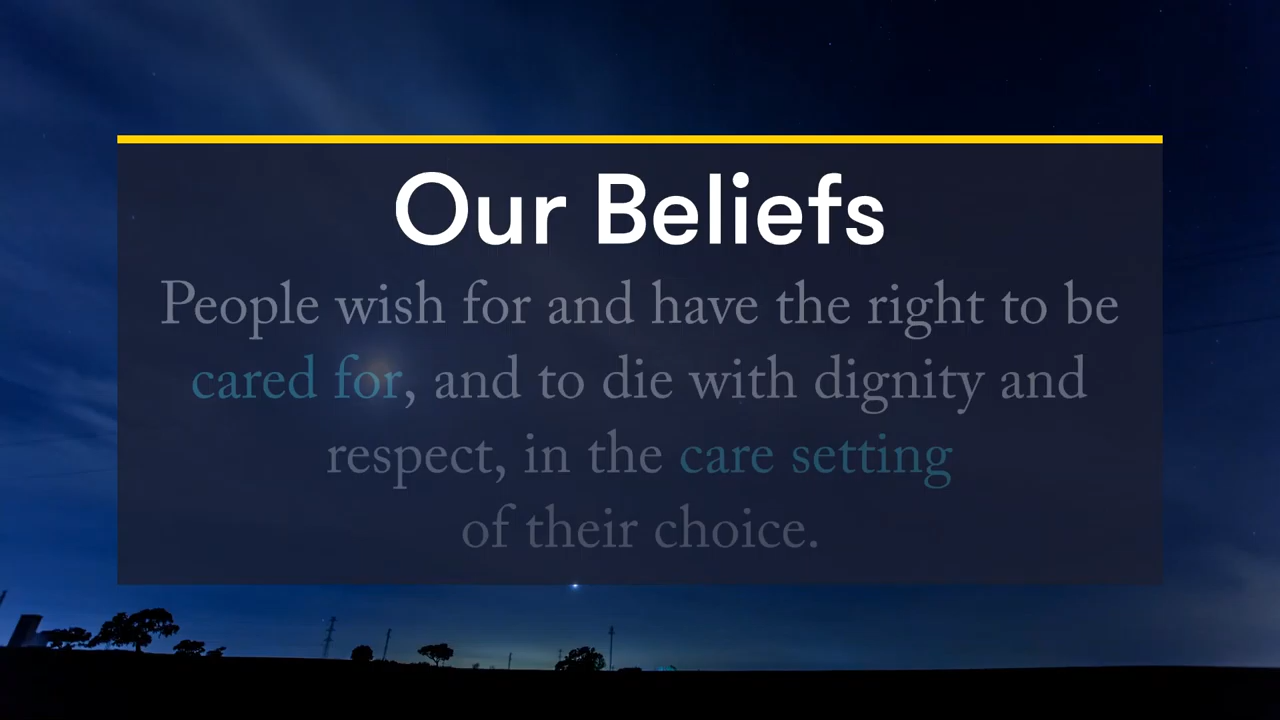 Our Beliefs
People wish for and have the right to be
cared for, and to die with dignity and
respect, in the care setting
of their choice.